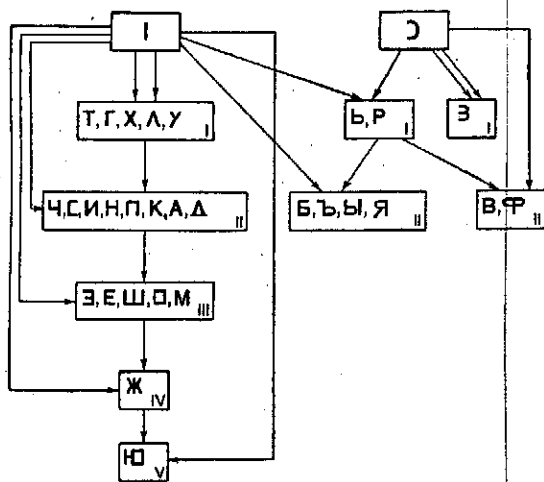 I Ɔ
Т,Г,Х,Л,У I
Ь,Р I
З I
Ч,С,И,Н,П,К,А,Д II
Б,Ъ,Ы,Я II
В,Ф II
Э,Е,Ш,О,М III
Ж IV
Ю V